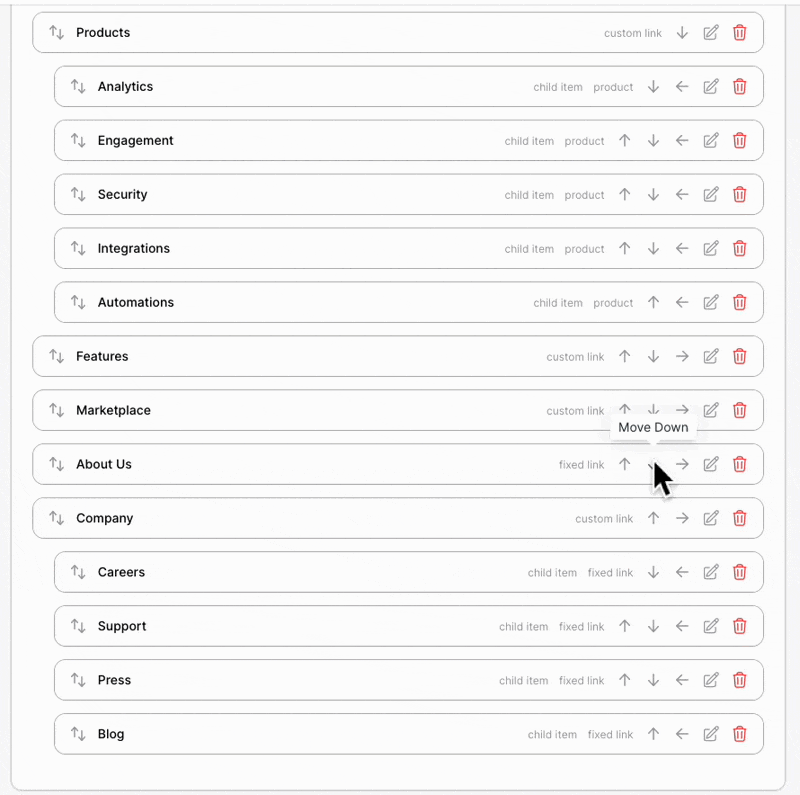 Products custom link
Analytics child item product
Engagement child item product
Security child item product
Integrations child item product
Automations child item product
Features custom link
Marketplace custom link
Move Down
About Us fixed link
Company custom link
Careers child item fixed link
Support child item fixed link
Press child item fixed link
Blog child item fixed link